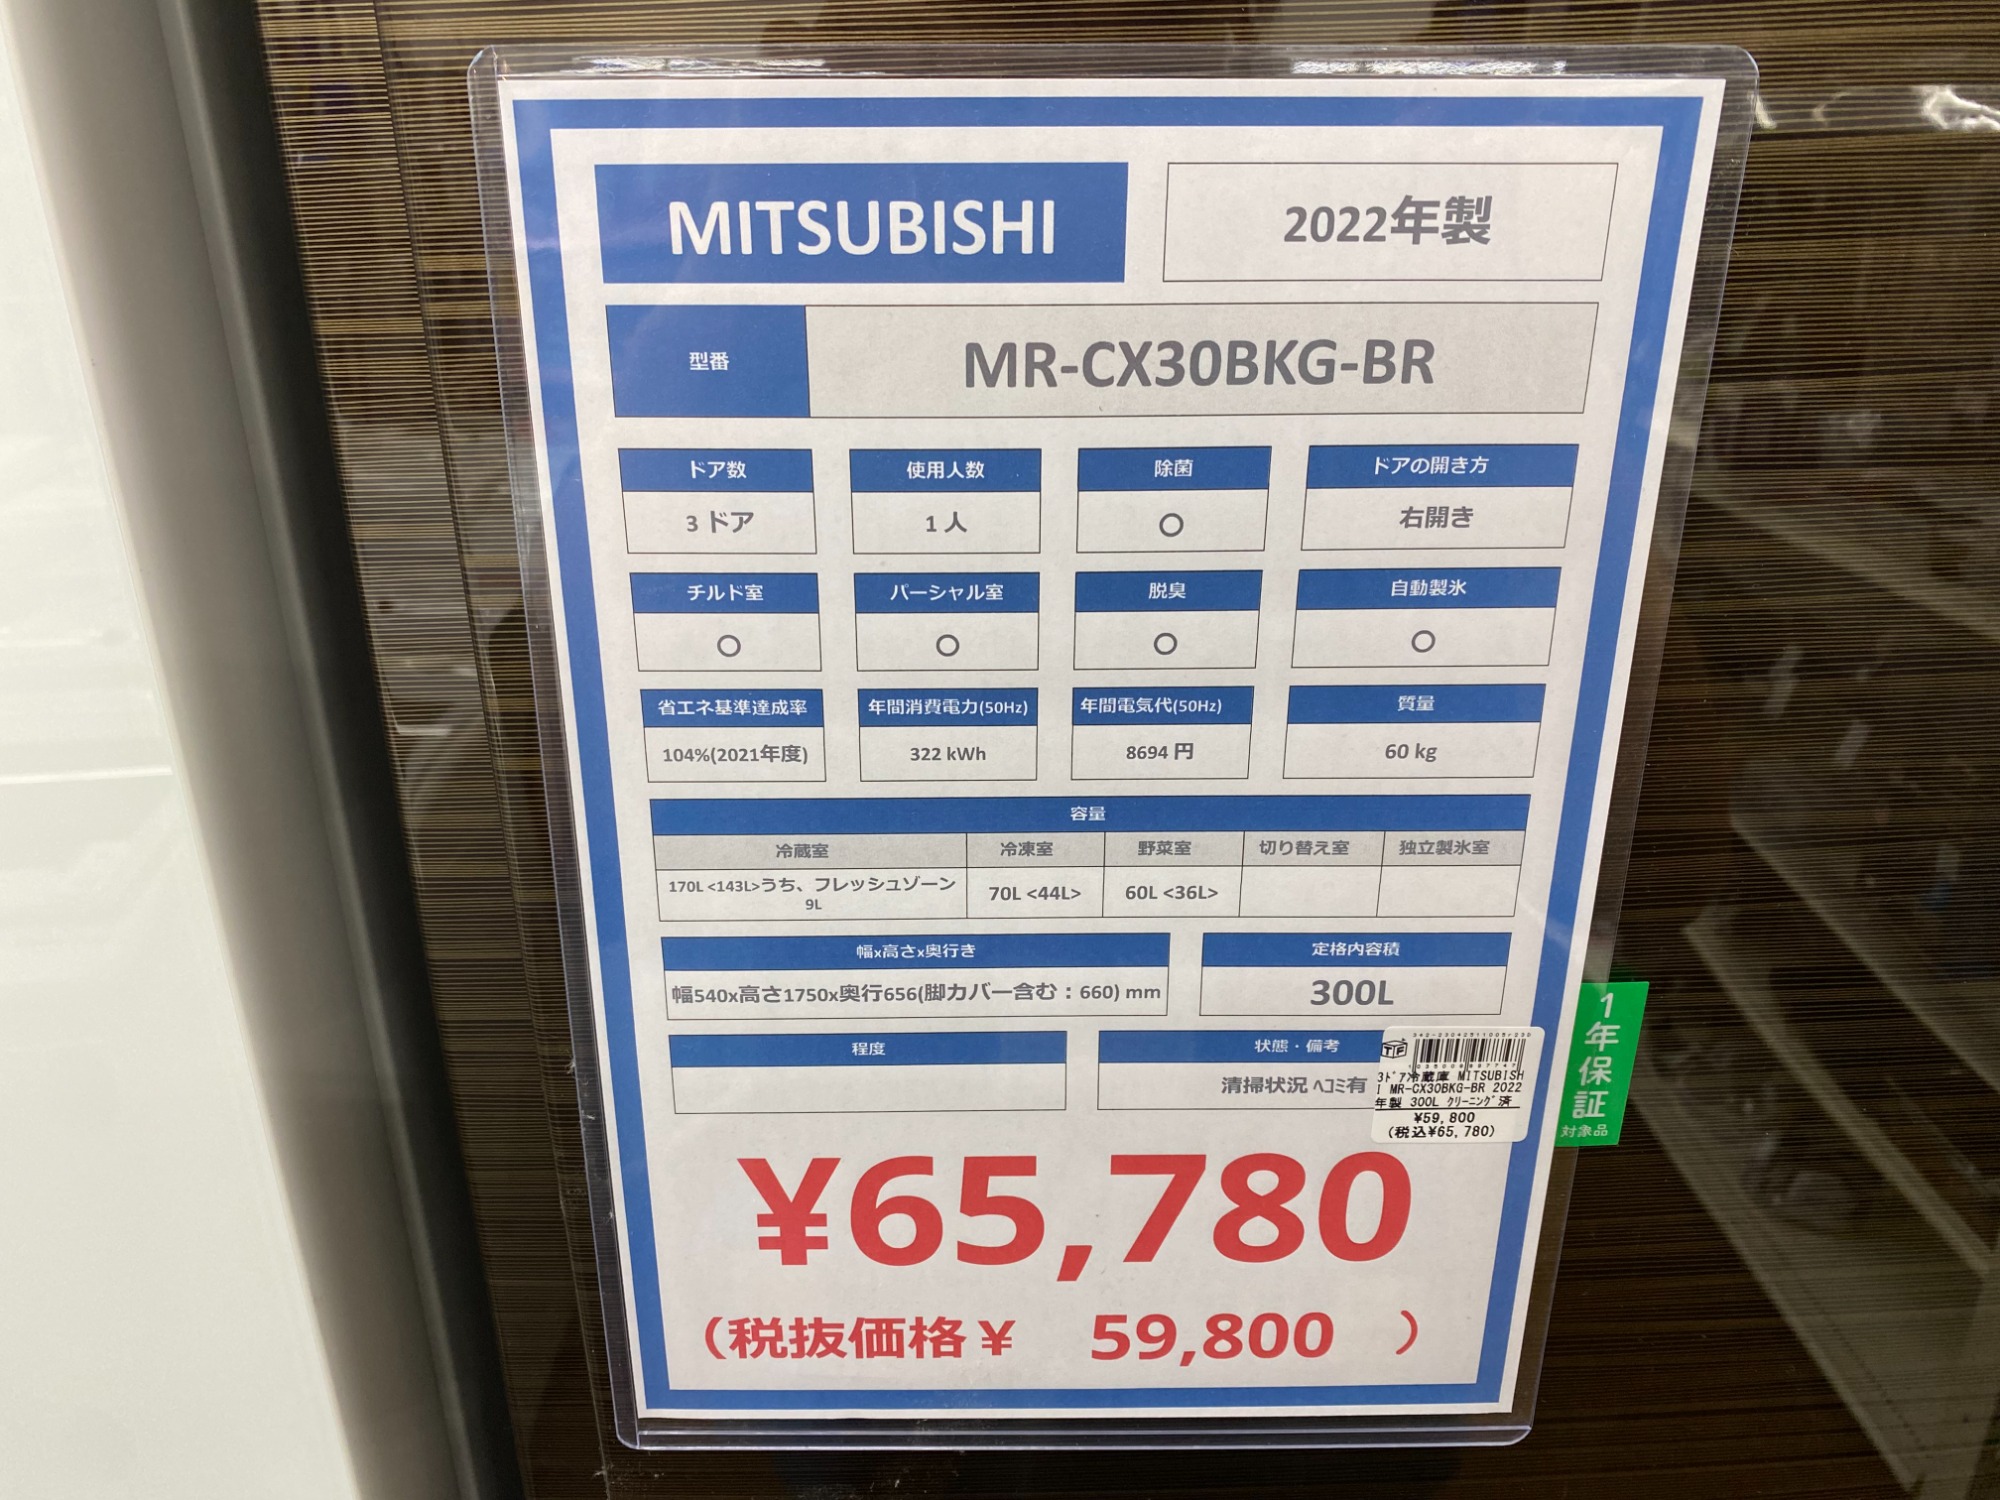 MITSUBISHI
2022年製
型番
MR-CX30BKG-BR
ドア数
使用人数
除菌
ドアの開き方
3 ドア
1 人
○
右開き
チルド室
パーシャル室
脱臭
自動製氷
○
○
○
○
省エネ基準達成率
年間消費電力(50Hz)
年間電気代(50Hz)
質量
104%(2021年度)
322 kWh
8694 円
60 kg
容量
冷蔵室
冷凍室
野菜室
切り替え室
独立製氷室
170L <143L>うち、フレッシュゾーン
9L
70L <44L>
60L <36L>
幅x高さx奥行き
定格内容積
幅540x高さ1750x奥行656(脚カバー含む：660) mm
300L
程度
状態・備考
清掃状況 ヘコミ有
TF
3ﾄﾞｱ冷蔵庫 MITSUBISH
I MR-CX30BKG-BR 2022
年製 300L ｸﾘｰﾆﾝｸﾞ済
¥59,800
(税込¥65,780)
1年保証
対象品
¥65,780
（税抜価格￥ 59,800 ）